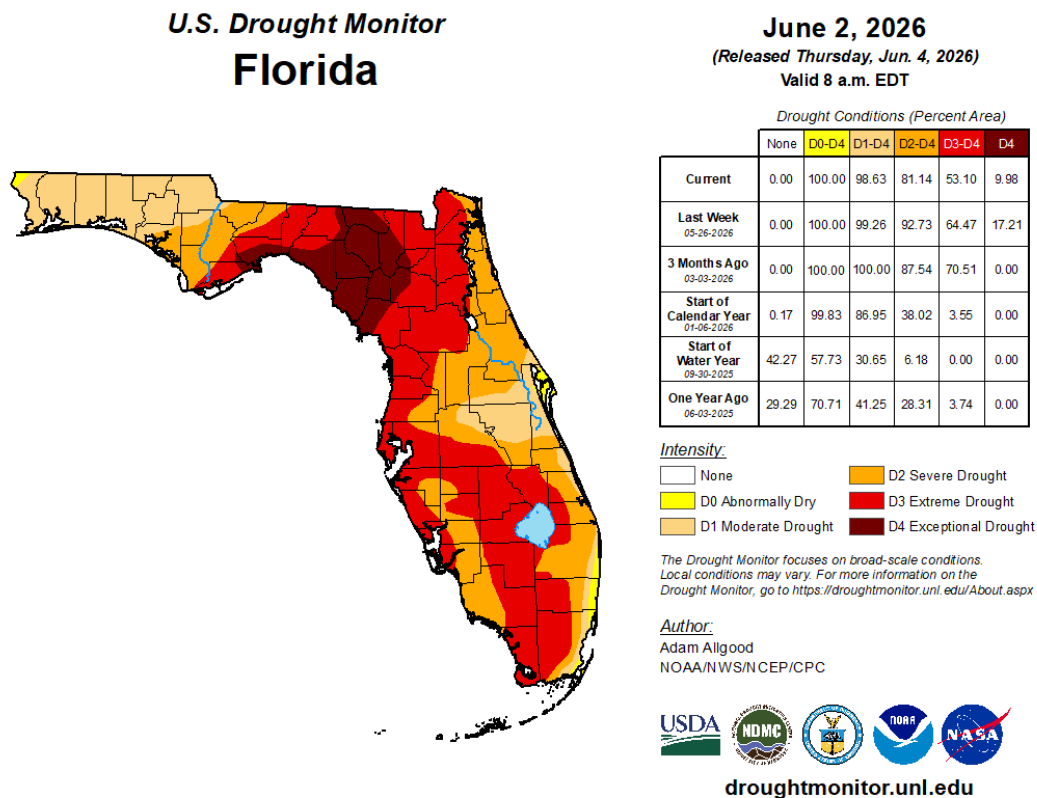 U.S. Drought Monitor
Florida
June 2, 2026
(Released Thursday, Jun. 4, 2026)
Valid 8 a.m. EDT
Drought Conditions (Percent Area)
None D0-D4 D1-D4 D2-D4 D3-D4 D4
Current 0.00 100.00 98.63 81.14 53.10 9.98
Last Week
05-26-2026 0.00 100.00 99.26 92.73 64.47 17.21
3 Months Ago
03-03-2026 0.00 100.00 100.00 87.54 70.51 0.00
Start of
Calendar Year
01-06-2026 0.17 99.83 86.95 38.02 3.55 0.00
Start of
Water Year
09-30-2025 42.27 57.73 30.65 6.18 0.00 0.00
One Year Ago
06-03-2025 29.29 70.71 41.25 28.31 3.74 0.00
Intensity:
None
D0 Abnormally Dry
D1 Moderate Drought
D2 Severe Drought
D3 Extreme Drought
D4 Exceptional Drought
The Drought Monitor focuses on broad-scale conditions.
Local conditions may vary. For more information on the
Drought Monitor, go to https://droughtmonitor.unl.edu/About.aspx
Author:
Adam Allgood
NOAA/NWS/NCEP/CPC
USDA
NDMC
NOAA
NASA
droughtmonitor.unl.edu